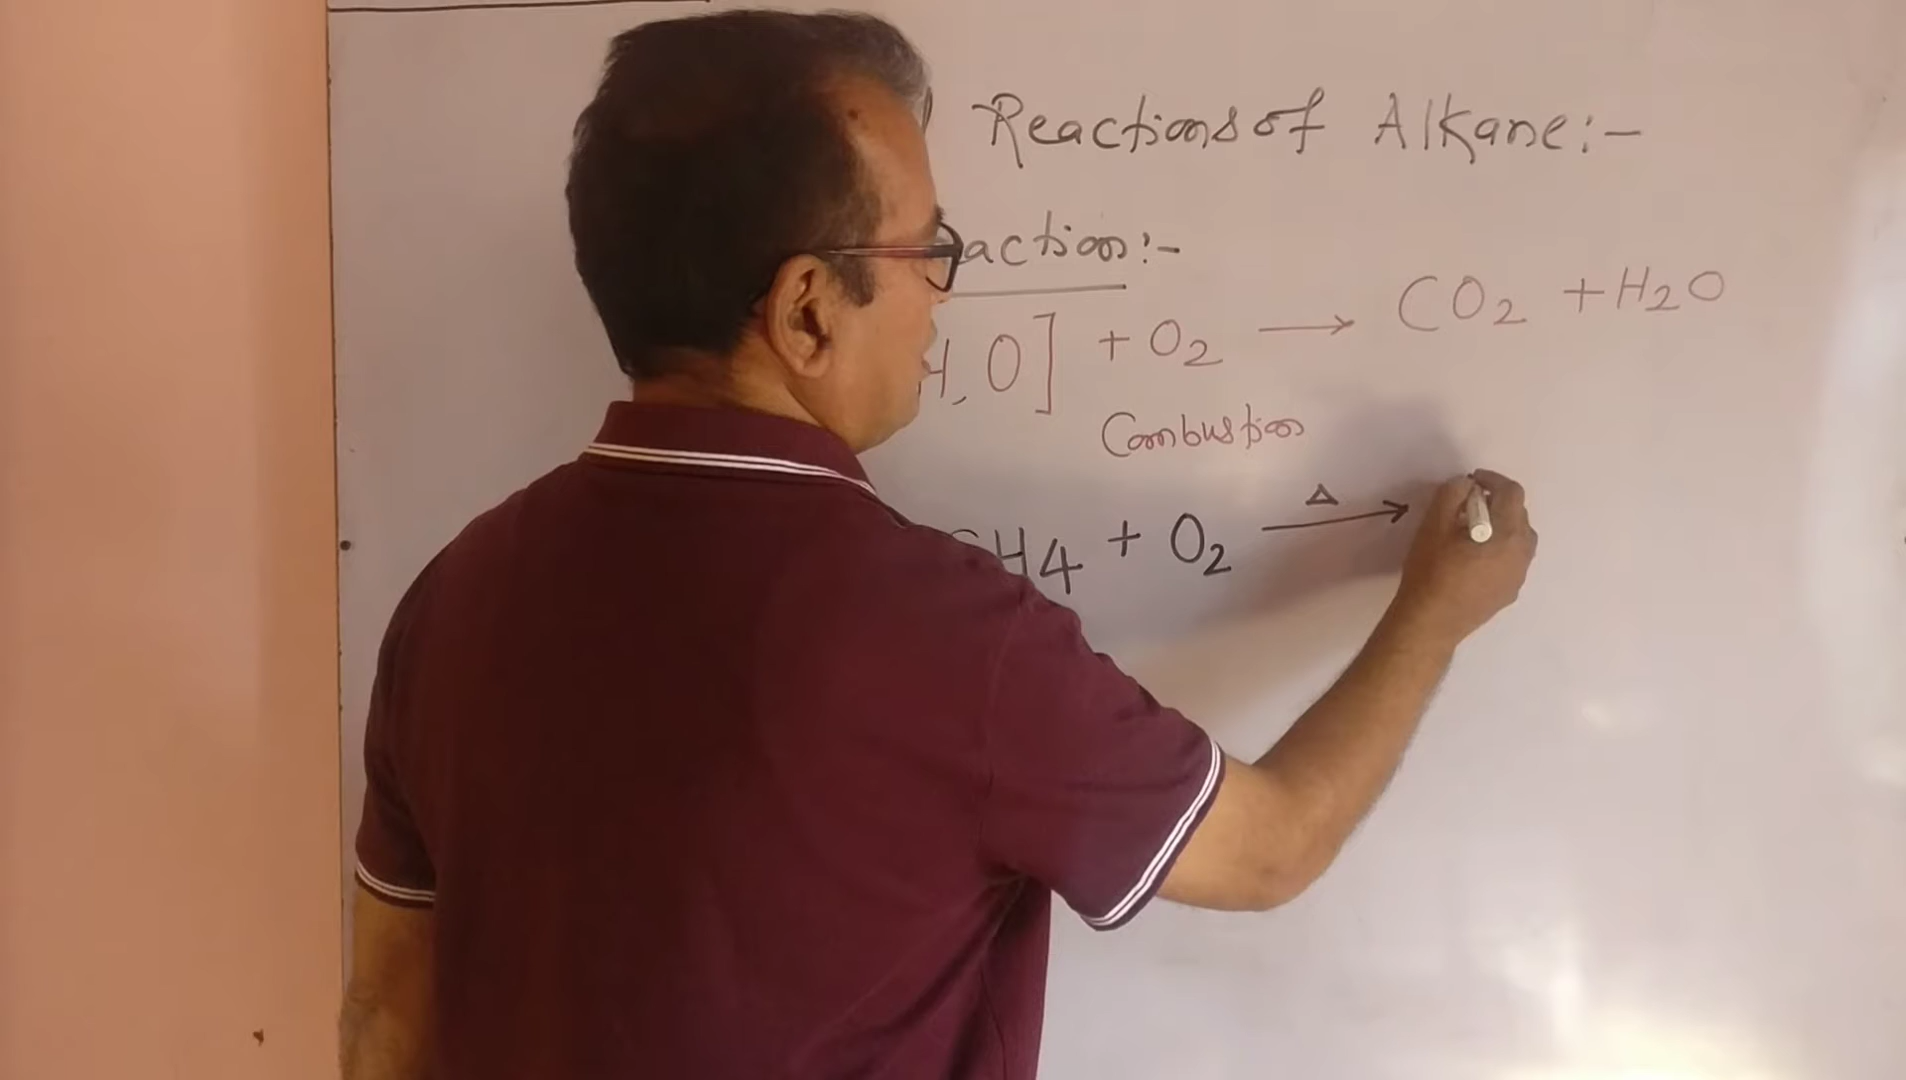 Reactions of Alkane:-
action:-
H, O] + O2 → CO2 + H2O
Combustion
CH4 + O2 Δ→